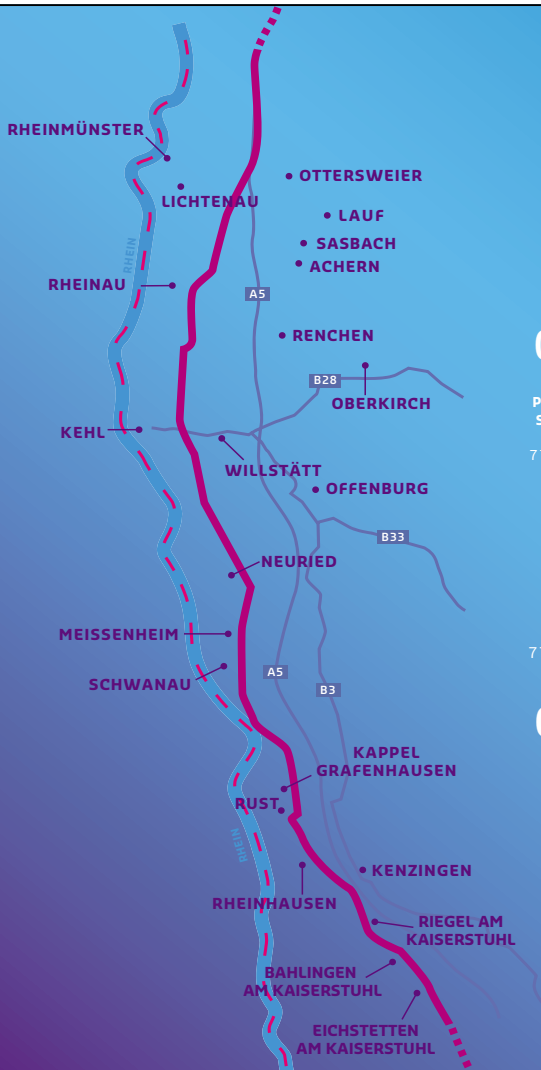 RHEINMÜNSTER
OTTERSWEIER
LICHTENAU
LAUF
RHEIN
SASBACH
ACHERN
RHEINAU
A5
RENCHEN
B28
OBERKIRCH
KEHL
WILLSTÄTT
OFFENBURG
B33
NEURIED
MEISSENHEIM
A5
SCHWANAU
B3
KAPPEL
GRAFENHAUSEN
RUST
RHEIN
KENZINGEN
RHEINHAUSEN
RIEGEL AM
KAISERSTUHL
BAHLINGEN
AM KAISERSTUHL
EICHSTETTEN
AM KAISERSTUHL